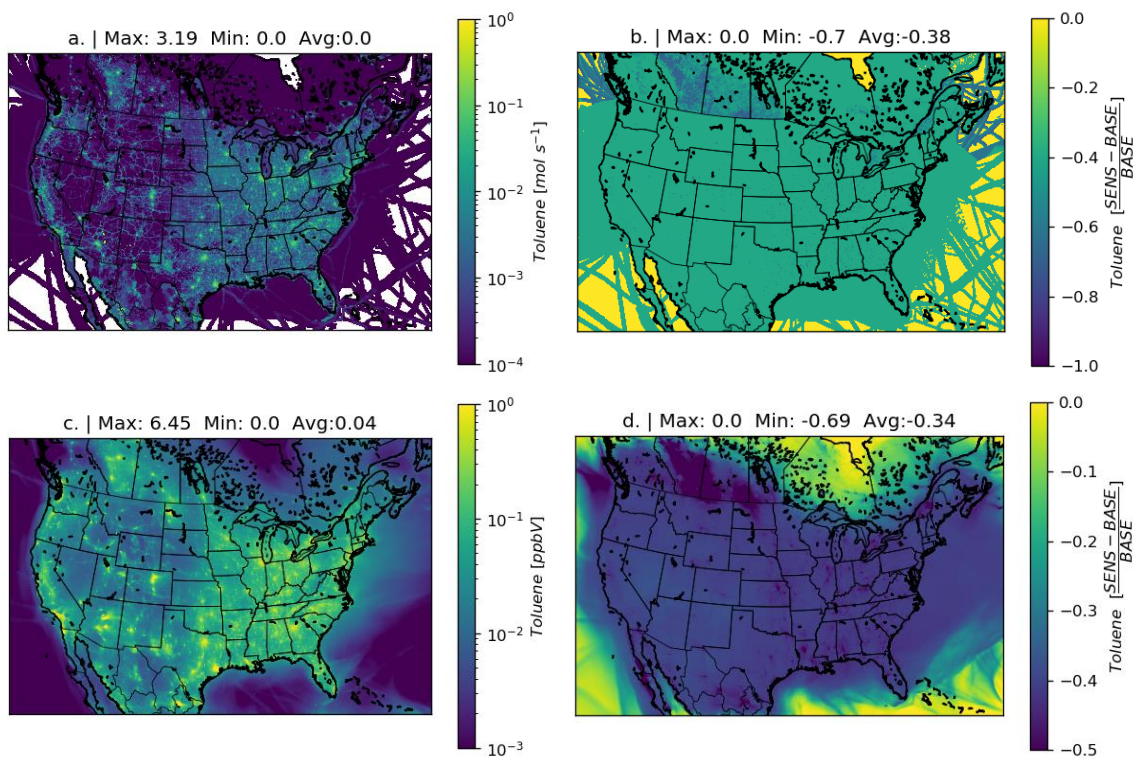 a. | Max: 3.19 Min: 0.0 Avg:0.0
10^0
10^-1
10^-2
10^-3
10^-4
Toluene [mol s^-1]
b. | Max: 0.0 Min: -0.7 Avg:-0.38
0.0
−0.2
−0.4
−0.6
−0.8
−1.0
Toluene [SENS−BASE
BASE]
c. | Max: 6.45 Min: 0.0 Avg:0.04
10^0
10^-1
10^-2
10^-3
Toluene [ppbV]
d. | Max: 0.0 Min: -0.69 Avg:-0.34
0.0
−0.1
−0.2
−0.3
−0.4
−0.5
Toluene [SENS−BASE
BASE]